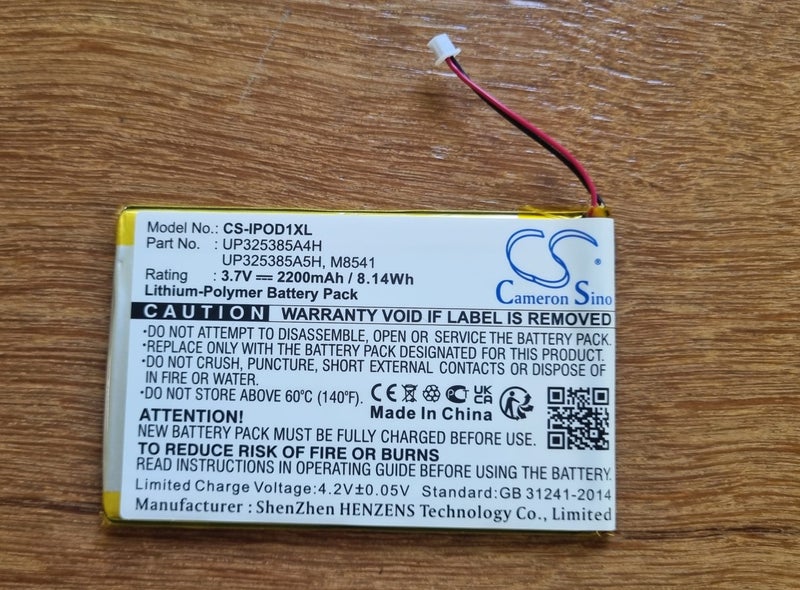 Model No.: CS-IPOD1XL
Part No. : UP325385A4H
UP325385A5H, M8541
Rating : 3.7V⎓2200mAh / 8.14Wh
Lithium-Polymer Battery Pack
CS
Cameron Sino
CAUTION WARRANTY VOID IF LABEL IS REMOVED
•DO NOT ATTEMPT TO DISASSEMBLE, OPEN OR SERVICE THE BATTERY PACK.
•REPLACE ONLY WITH THE BATTERY PACK DESIGNATED FOR THIS PRODUCT.
•DO NOT CRUSH, PUNCTURE, SHORT EXTERNAL CONTACTS OR DISPOSE OF
IN FIRE OR WATER.
•DO NOT STORE ABOVE 60℃ (140℉).
CE UKCA
Made In China
ATTENTION!
NEW BATTERY PACK MUST BE FULLY CHARGED BEFORE USE.
TO REDUCE RISK OF FIRE OR BURNS
READ INSTRUCTIONS IN OPERATING GUIDE BEFORE USING THE BATTERY.
Limited Charge Voltage:4.2V±0.05V Standard:GB 31241-2014
Manufacturer : ShenZhen HENZENS Technology Co., Limited